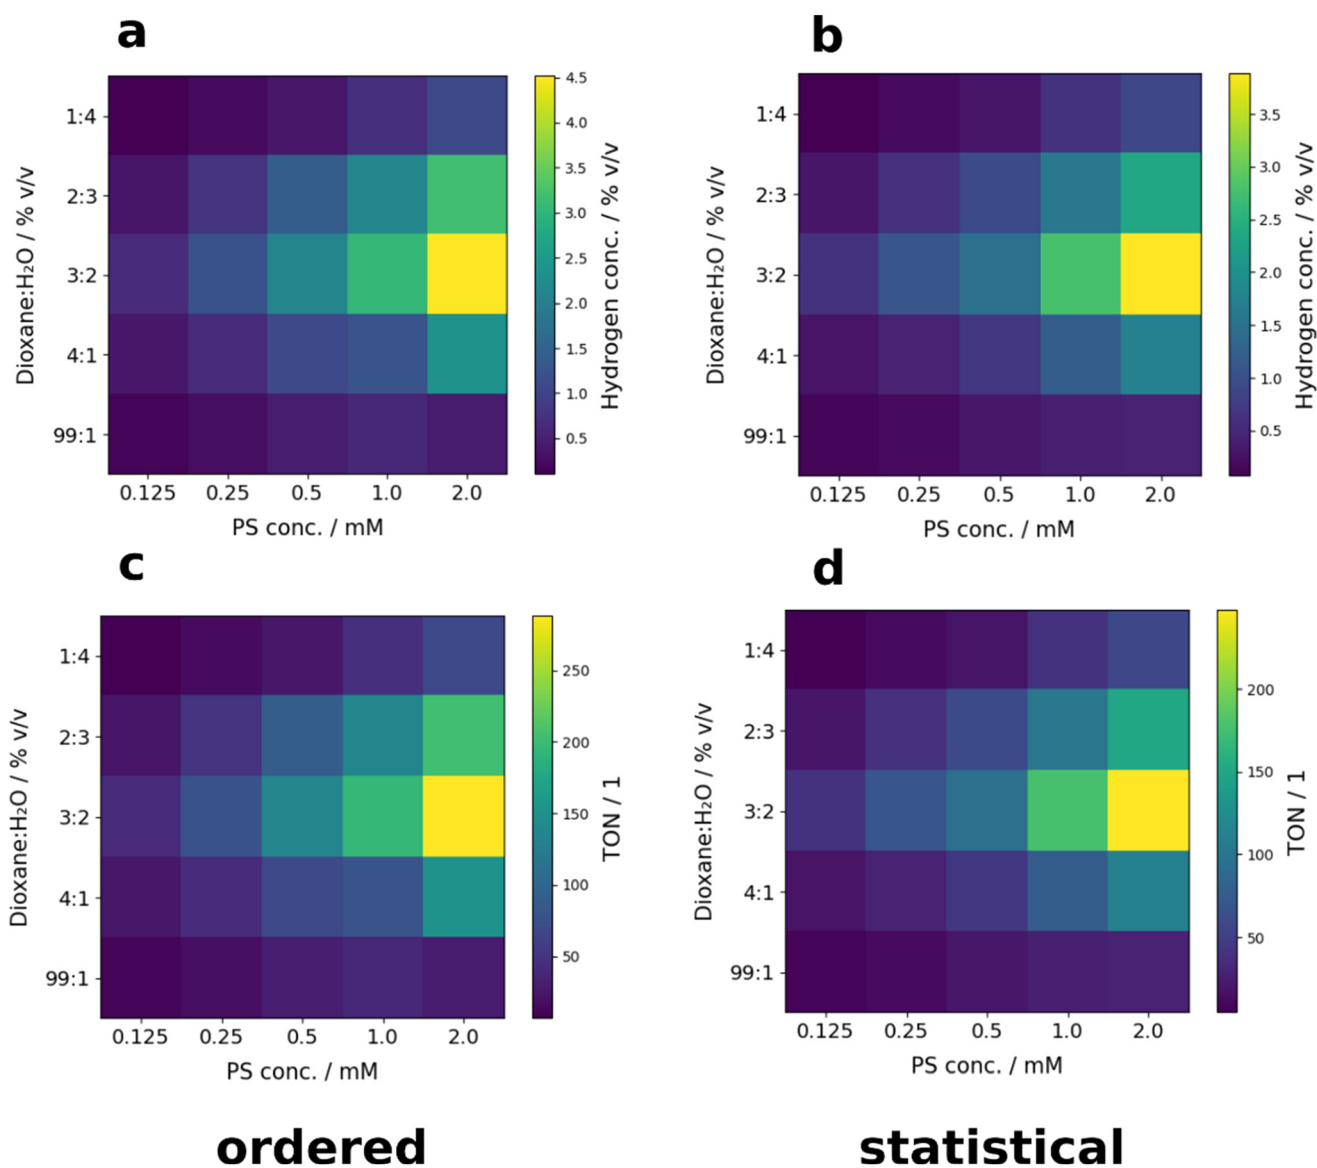 a
Dioxane:H₂O / % v/v
1:4
2:3
3:2
4:1
99:1
0.125 0.25 0.5 1.0 2.0
PS conc. / mM
4.5
4.0
3.5
3.0
2.5
2.0
1.5
1.0
0.5
Hydrogen conc. / % v/v
b
Dioxane:H₂O / % v/v
1:4
2:3
3:2
4:1
99:1
0.125 0.25 0.5 1.0 2.0
PS conc. / mM
3.5
3.0
2.5
2.0
1.5
1.0
0.5
Hydrogen conc. / % v/v
c
Dioxane:H₂O / % v/v
1:4
2:3
3:2
4:1
99:1
0.125 0.25 0.5 1.0 2.0
PS conc. / mM
250
200
150
100
50
TON / 1
d
Dioxane:H₂O / % v/v
1:4
2:3
3:2
4:1
99:1
0.125 0.25 0.5 1.0 2.0
PS conc. / mM
200
150
100
50
TON / 1
ordered
statistical